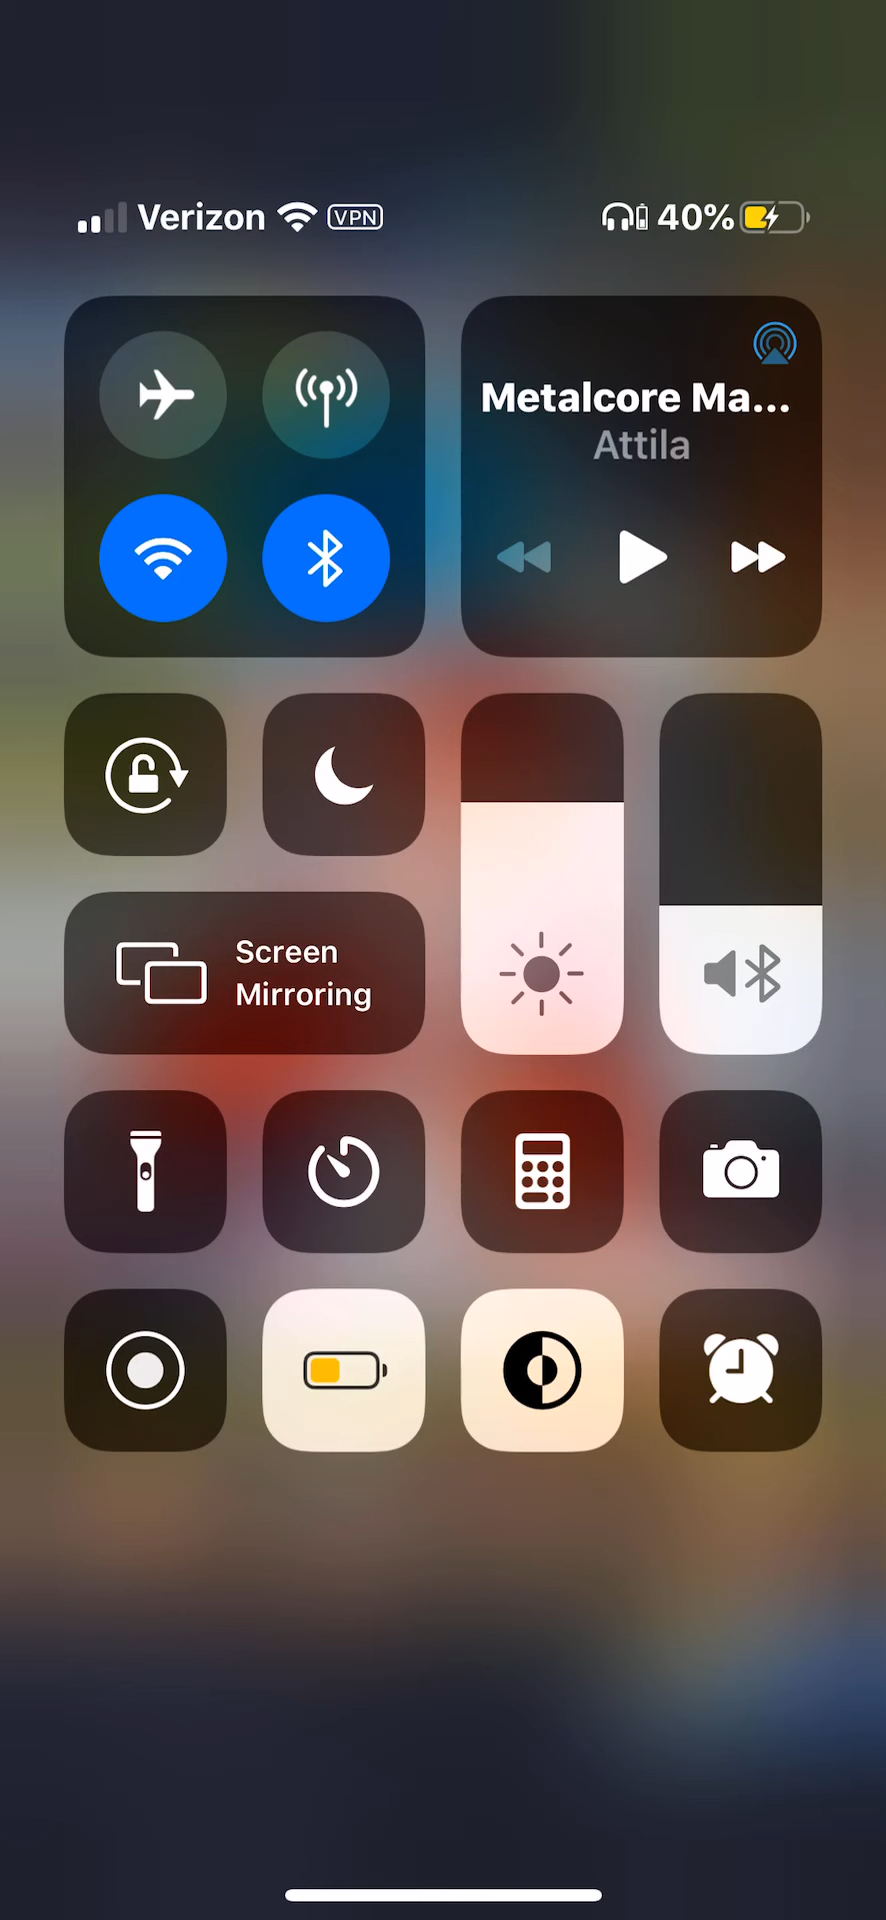 Verizon VPN 40%
Metalcore Ma...
Attila
Screen
Mirroring